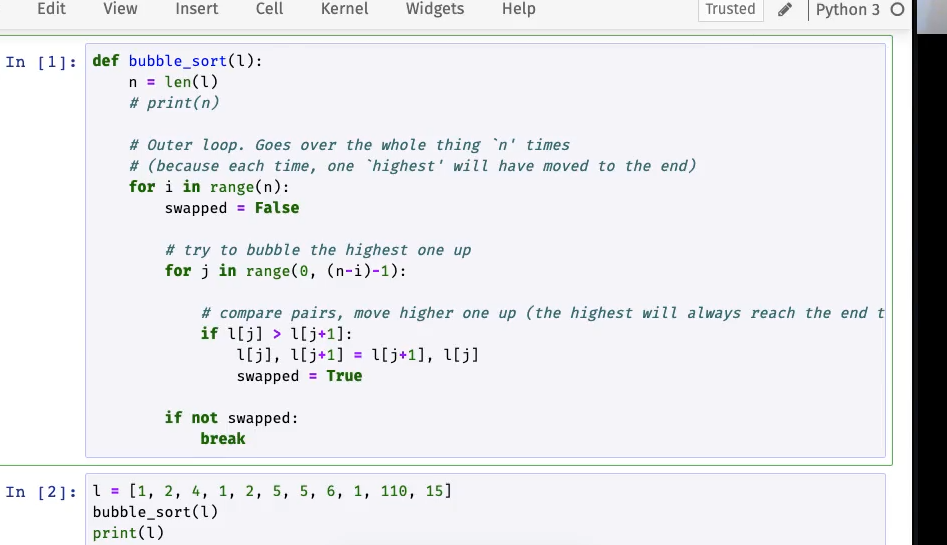 Edit View Insert Cell Kernel Widgets Help Trusted Python 3
In [1]: def bubble_sort(l):
    n = len(l)
    # print(n)
    # Outer loop. Goes over the whole thing `n' times
    # (because each time, one `highest' will have moved to the end)
    for i in range(n):
        swapped = False
        # try to bubble the highest one up
        for j in range(0, (n-i)-1):
            # compare pairs, move higher one up (the highest will always reach the end t
            if l[j] > l[j+1]:
                l[j], l[j+1] = l[j+1], l[j]
                swapped = True
        if not swapped:
            break
In [2]: l = [1, 2, 4, 1, 2, 5, 5, 6, 1, 110, 15]
bubble_sort(l)
print(l)